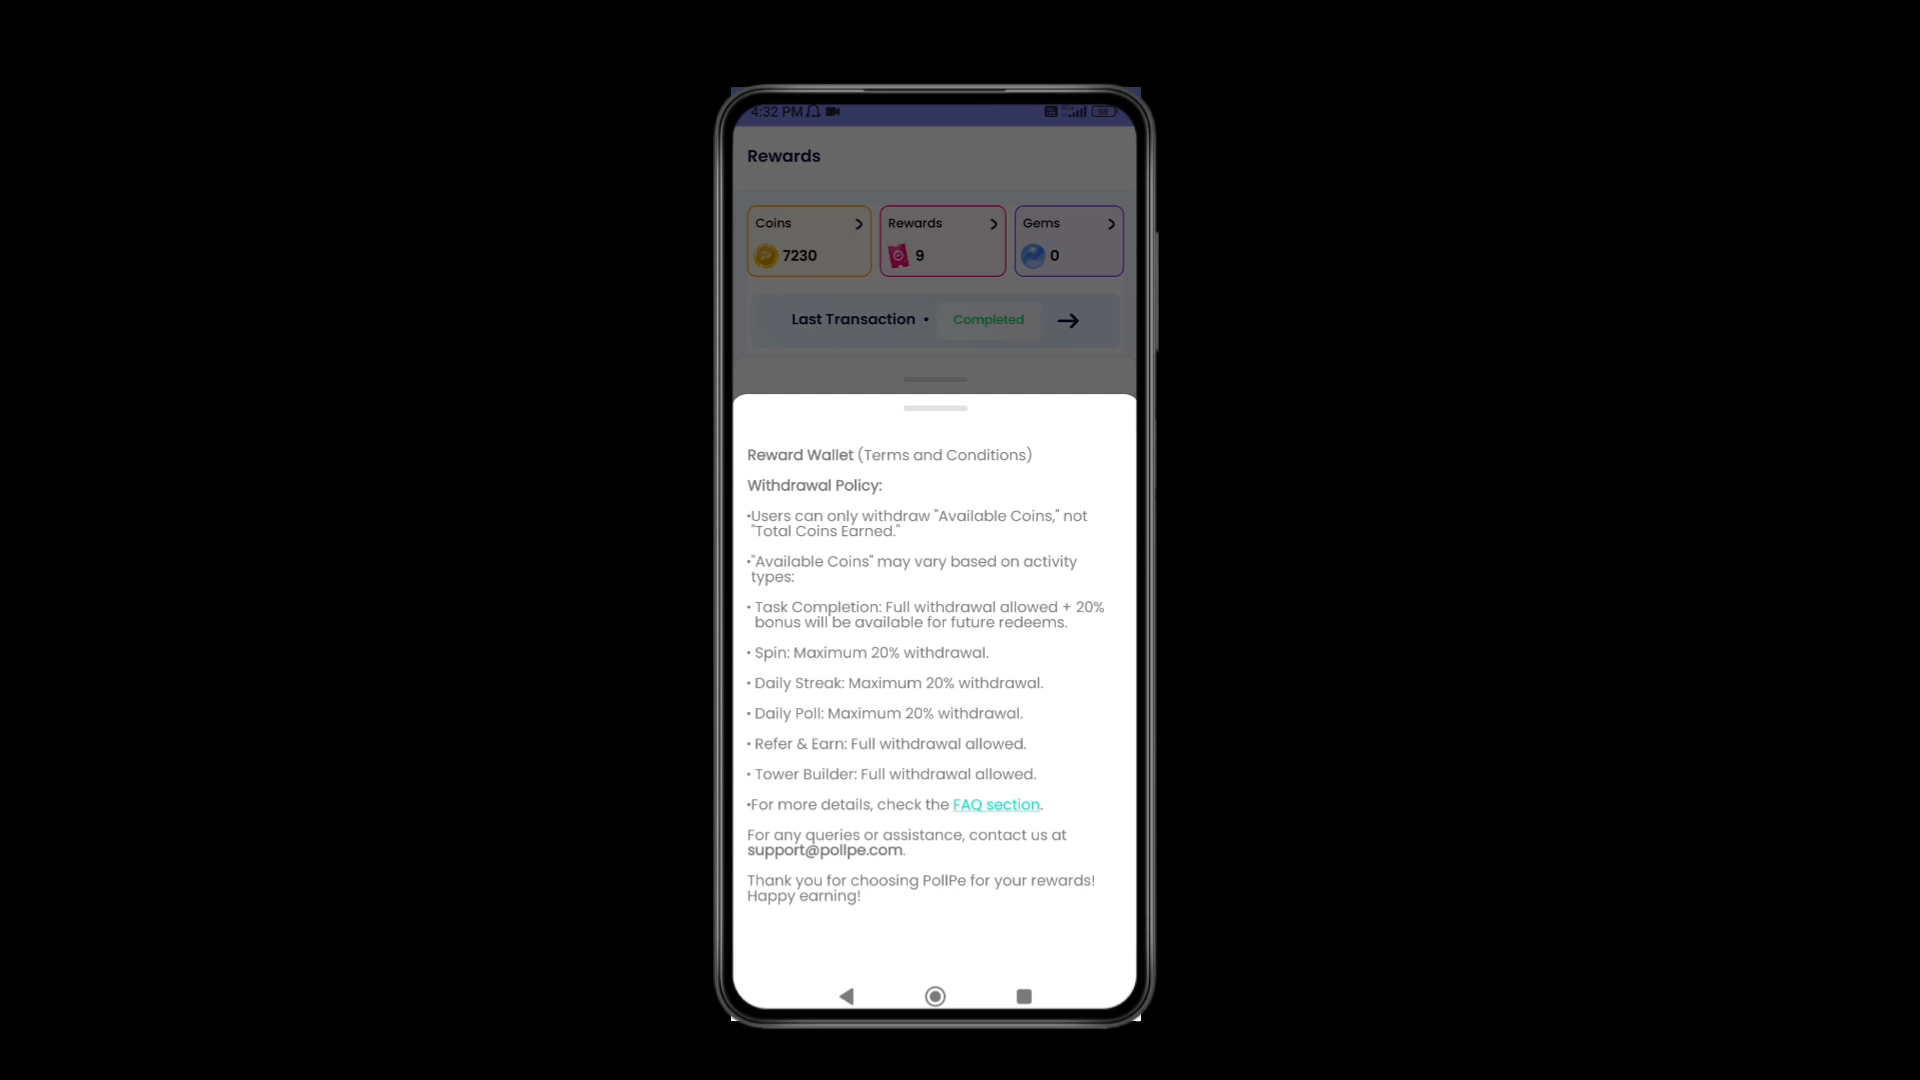 4:32 PM
69
Rewards
Coins
Rewards
Gems
7230
9
0
Last Transaction • Completed
Reward Wallet (Terms and Conditions)
Withdrawal Policy:
•Users can only withdraw "Available Coins," not
"Total Coins Earned."
•"Available Coins" may vary based on activity
types:
• Task Completion: Full withdrawal allowed + 20%
bonus will be available for future redeems.
• Spin: Maximum 20% withdrawal.
• Daily Streak: Maximum 20% withdrawal.
• Daily Poll: Maximum 20% withdrawal.
• Refer & Earn: Full withdrawal allowed.
• Tower Builder: Full withdrawal allowed.
•For more details, check the FAQ section.
For any queries or assistance, contact us at
support@pollpe.com.
Thank you for choosing PollPe for your rewards!
Happy earning!